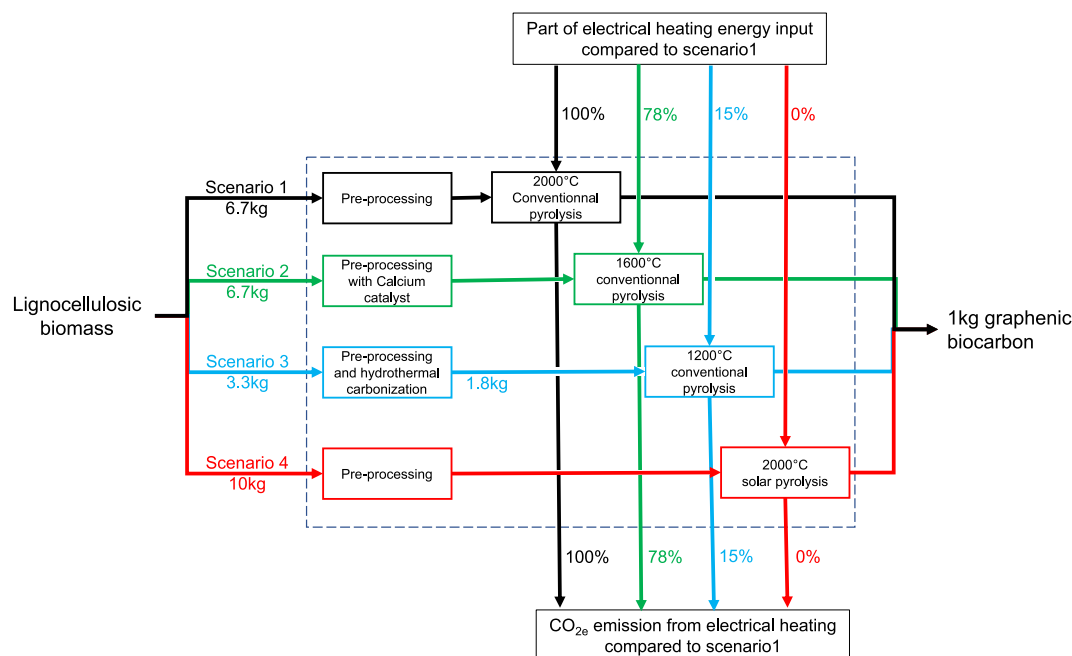 Part of electrical heating energy input
compared to scenario1
100%
78%
15%
0%
Scenario 1
6.7kg
Pre-processing
2000°C
Conventionnal
pyrolysis
Scenario 2
6.7kg
Pre-processing
with Calcium
catalyst
1600°C
conventionnal
pyrolysis
Lignocellulosic
biomass
1kg graphenic
biocarbon
Scenario 3
3.3kg
Pre-processing
and hydrothermal
carbonization
1.8kg
1200°C
conventional
pyrolysis
Scenario 4
10kg
Pre-processing
2000°C
solar pyrolysis
100%
78%
15%
0%
CO2e emission from electrical heating
compared to scenario1